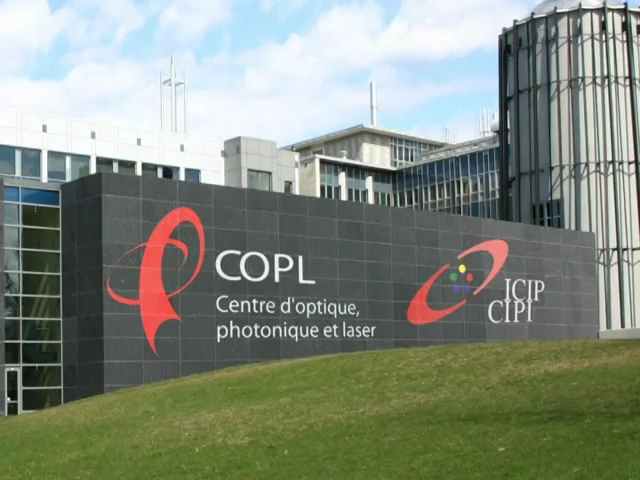 COPL
Centre d'optique,
photonique et laser
ICIP
CIPI